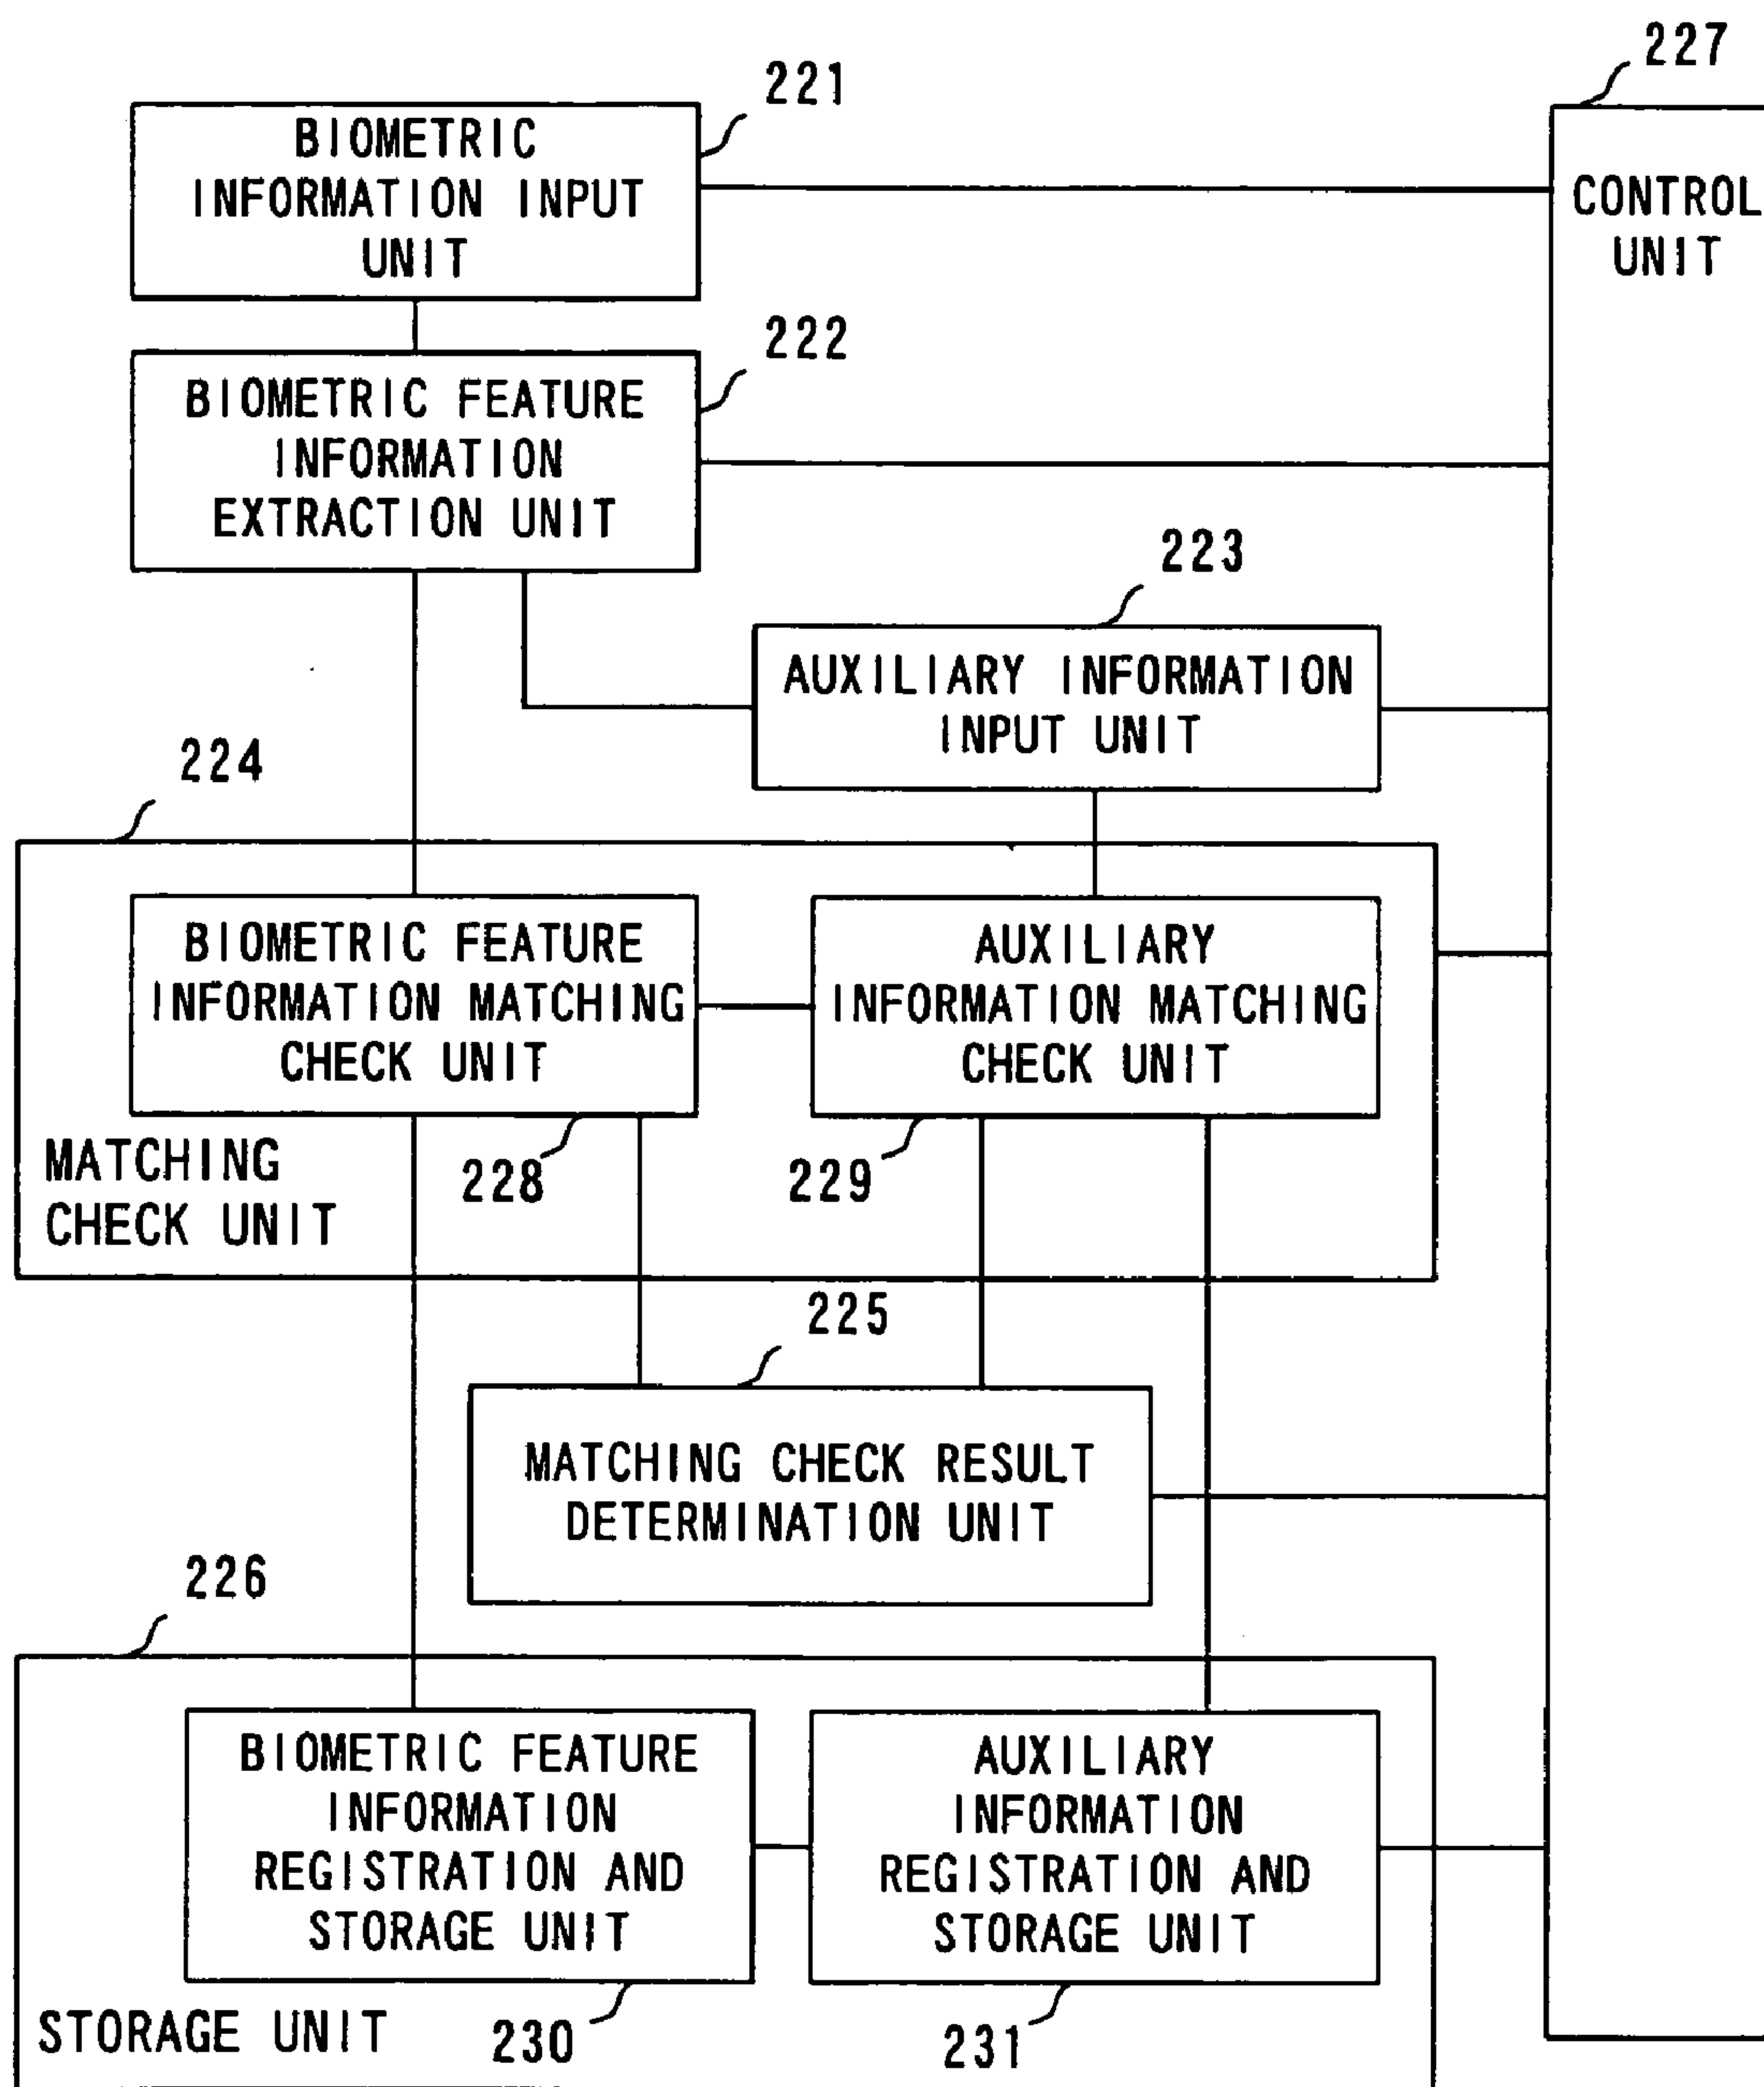 227
221
BIOMETRIC
INFORMATION INPUT
UNIT
CONTROL
UNIT
222
BIOMETRIC FEATURE
INFORMATION
EXTRACTION UNIT
223
AUXILIARY INFORMATION
INPUT UNIT
224
BIOMETRIC FEATURE
INFORMATION MATCHING
CHECK UNIT
AUXILIARY
INFORMATION MATCHING
CHECK UNIT
MATCHING
CHECK UNIT
228
229
225
MATCHING CHECK RESULT
DETERMINATION UNIT
226
BIOMETRIC FEATURE
INFORMATION
REGISTRATION AND
STORAGE UNIT
AUXILIARY
INFORMATION
REGISTRATION AND
STORAGE UNIT
STORAGE UNIT
230
231